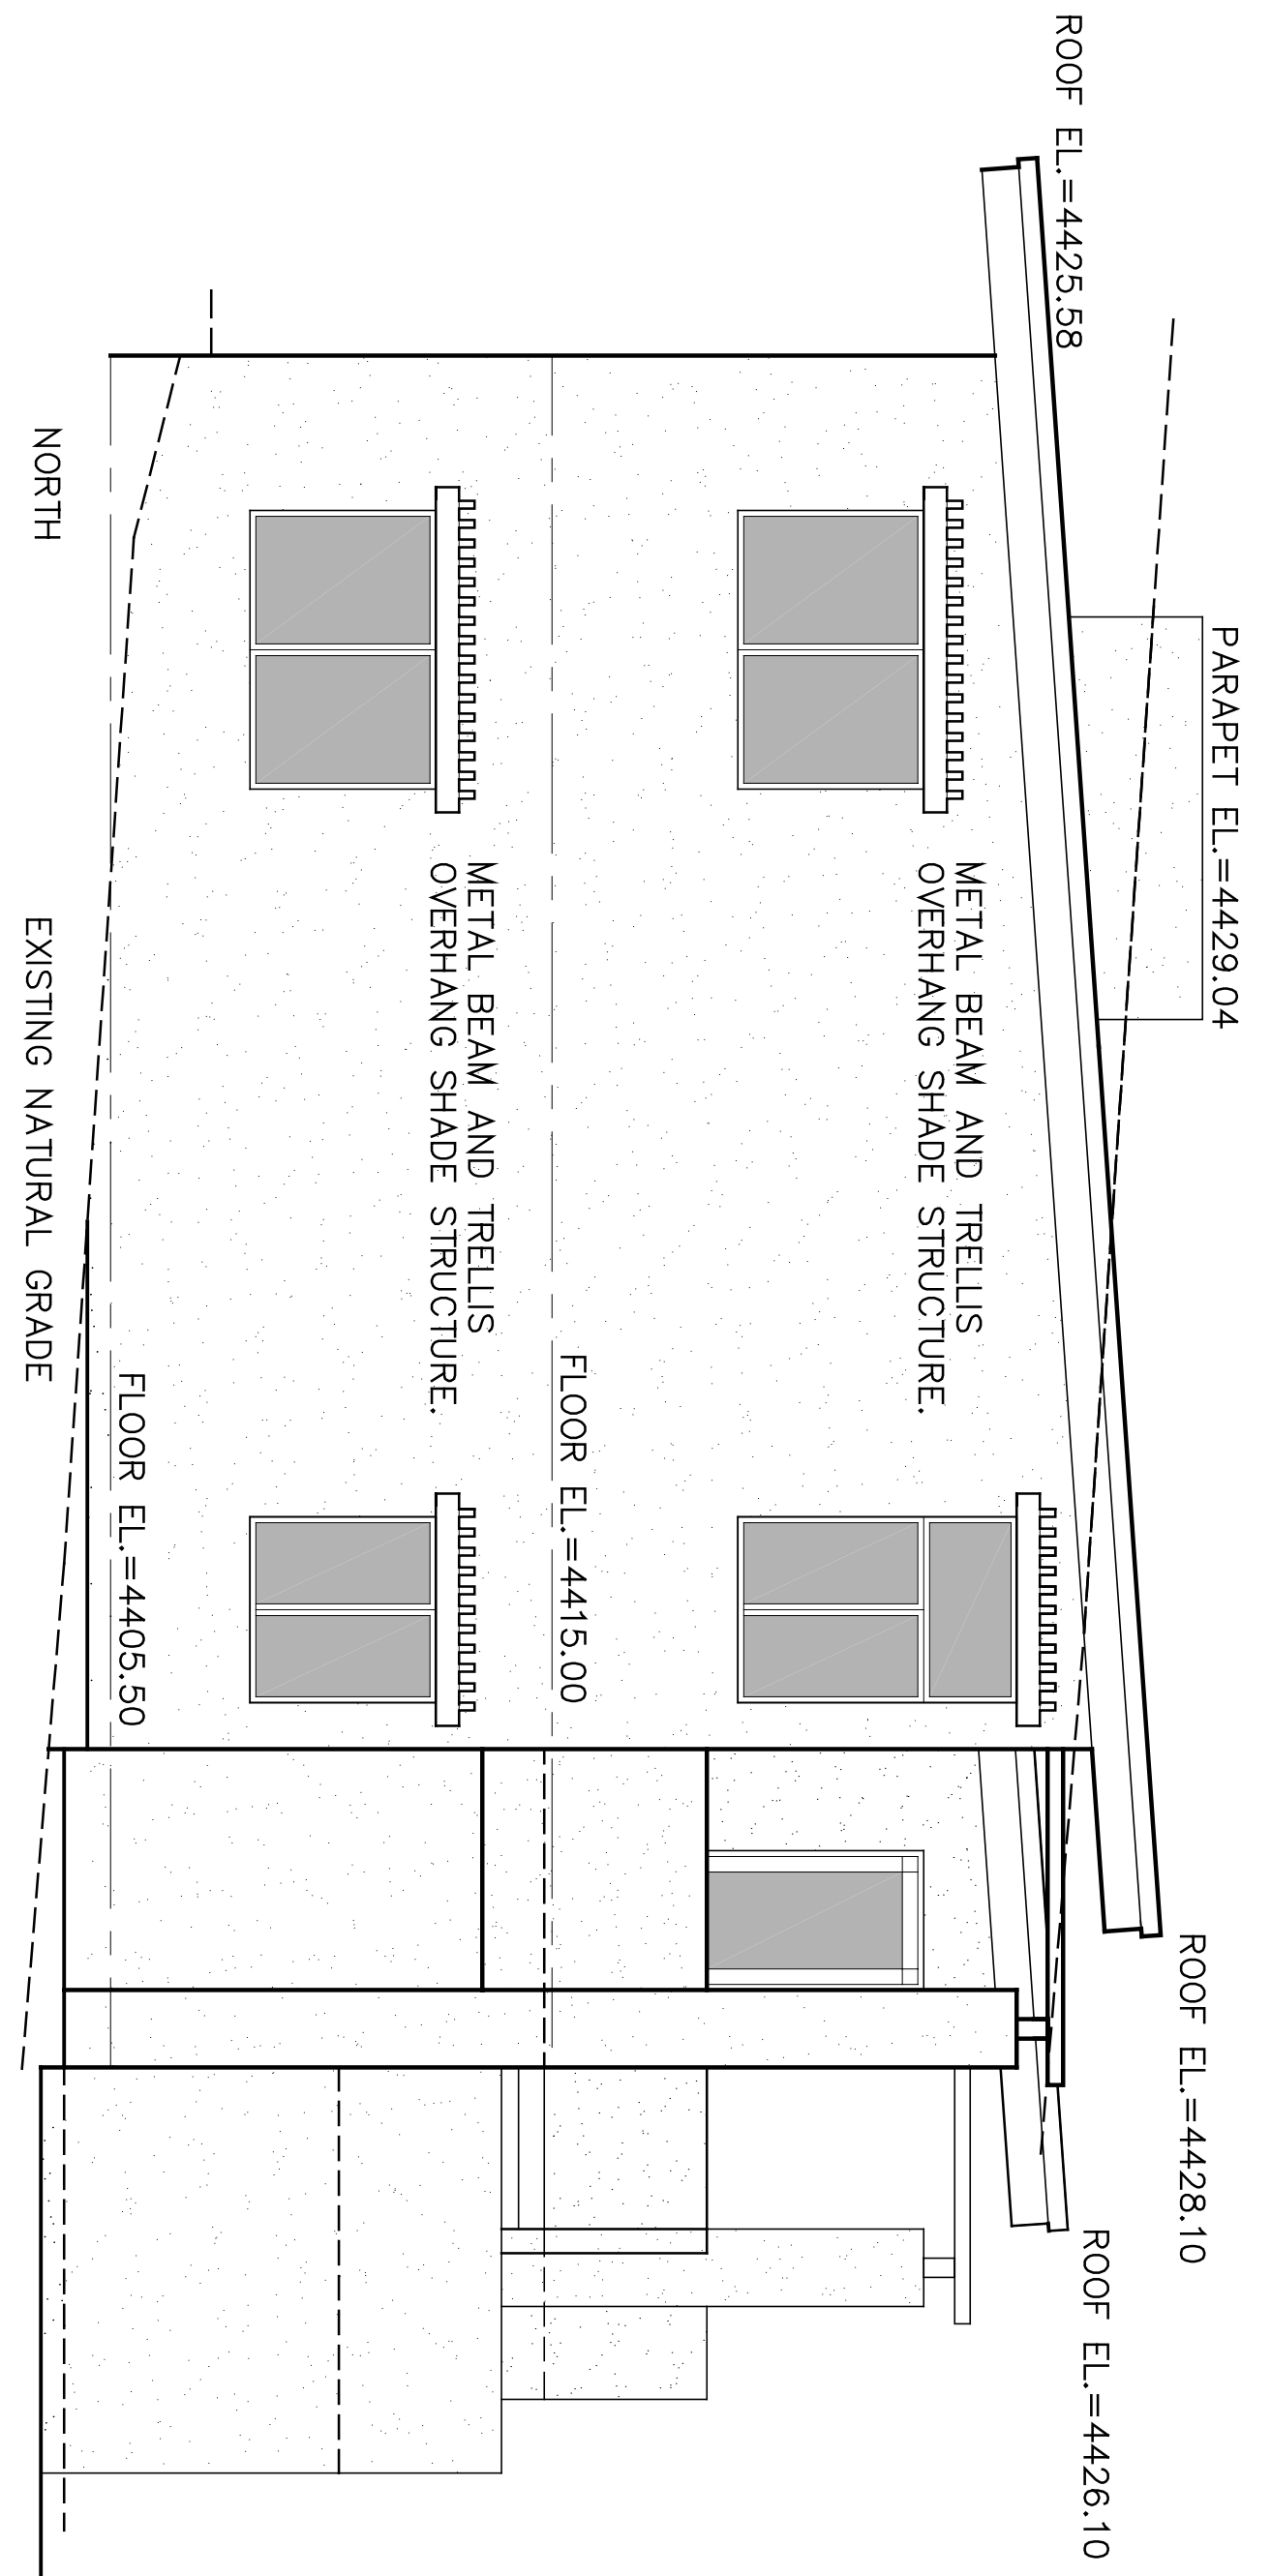 PARAPET EL.=4429.04
ROOF EL.=4428.10
ROOF EL.=4425.58
ROOF EL.=4426.10
METAL BEAM AND TRELLIS
OVERHANG SHADE STRUCTURE.
FLOOR EL.=4415.00
METAL BEAM AND TRELLIS
OVERHANG SHADE STRUCTURE.
FLOOR EL.=4405.50
EXISTING NATURAL GRADE
NORTH